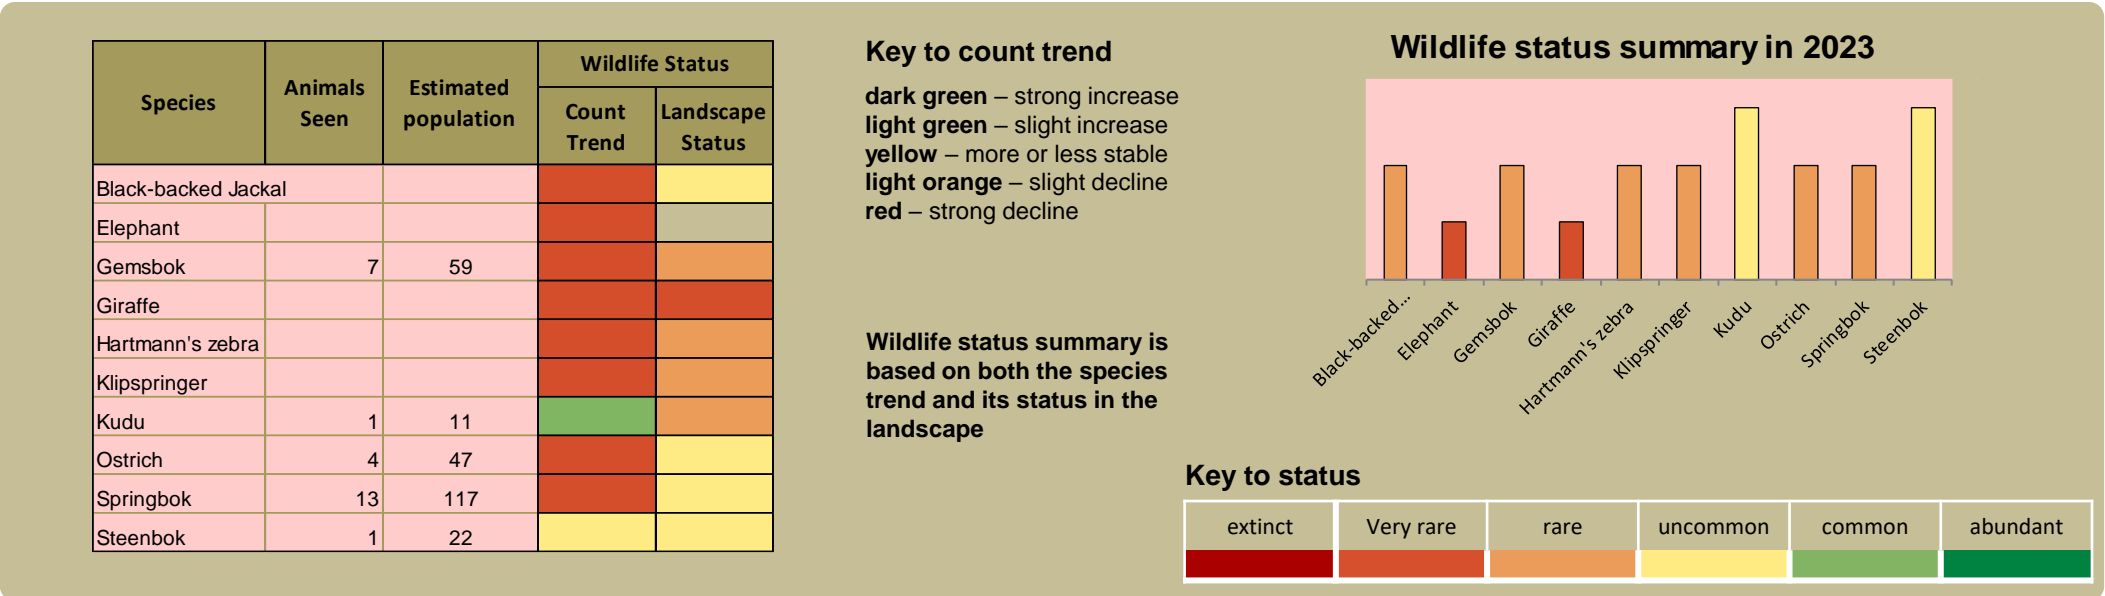 Species
Animals Seen
Estimated population
Wildlife Status
Count Trend
Landscape Status
Black-backed Jackal
Elephant
Gemsbok 7 59
Giraffe
Hartmann's zebra
Klipspringer
Kudu 1 11
Ostrich 4 47
Springbok 13 117
Steenbok 1 22
Key to count trend
dark green – strong increase
light green – slight increase
yellow – more or less stable
light orange – slight decline
red – strong decline
Wildlife status summary is
based on both the species
trend and its status in the
landscape
Wildlife status summary in 2023
Black-backed...
Elephant
Gemsbok
Giraffe
Hartmann's zebra
Klipspringer
Kudu
Ostrich
Springbok
Steenbok
Key to status
extinct Very rare rare uncommon common abundant